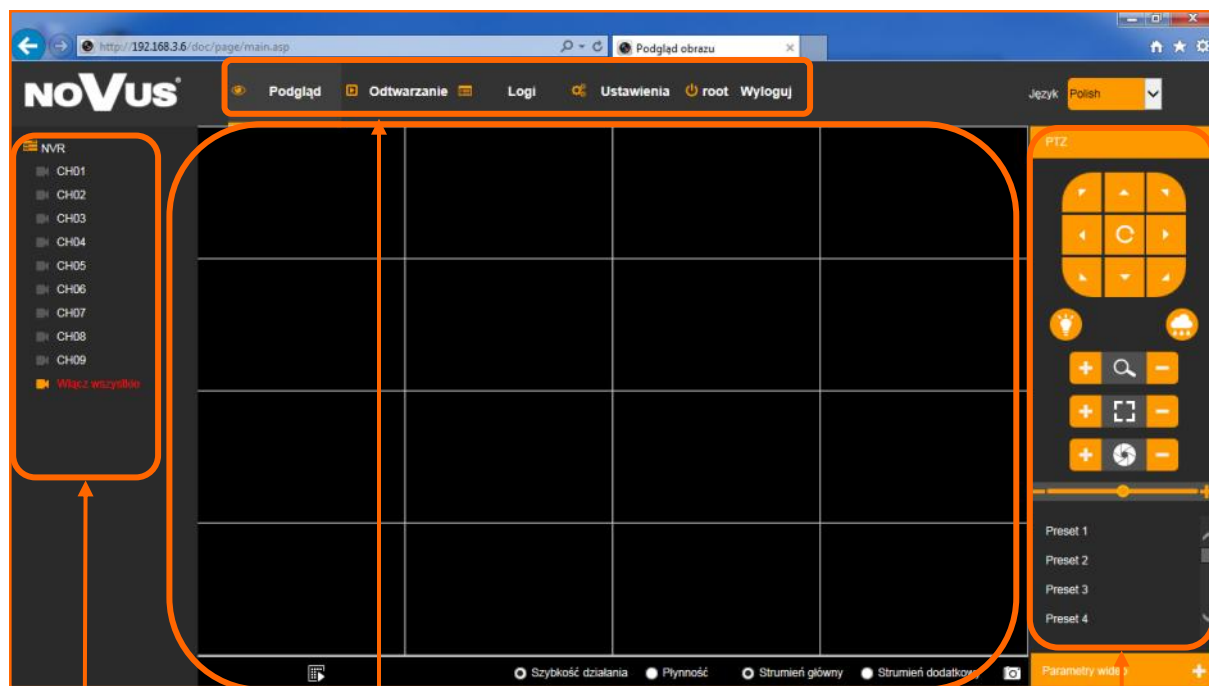 http://192.168.3.6/doc/page/main.asp
Podgląd obrazu
NOVUS®
Podgląd
Odtwarzanie
Logi
Ustawienia
root
Wyloguj
Język
Polish
NVR
CH01
CH02
CH03
CH04
CH05
CH06
CH07
CH08
CH09
Włącz wszystkie
PTZ
Preset 1
Preset 2
Preset 3
Preset 4
Szybkość działania
Płynność
Strumień główny
Strumień dodatkowy
Parametry wideo